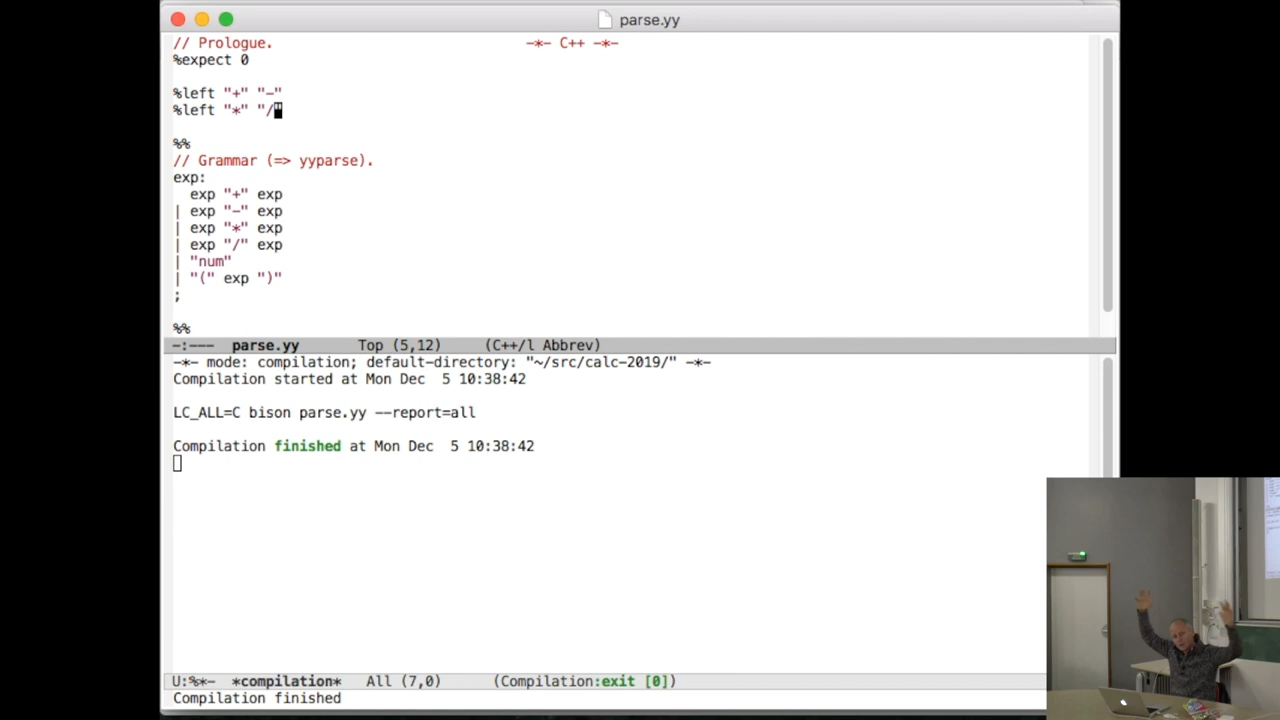 parse.yy
// Prologue. -*- C++ -*-
%expect 0
%left "+" "-"
%left "*" "/"
%%
// Grammar (=> yyparse).
exp:
exp "+" exp
| exp "-" exp
| exp "*" exp
| exp "/" exp
| "num"
| "(" exp ")"
;
%%
-:--- parse.yy Top (5,12) (C++/l Abbrev)
-*- mode: compilation; default-directory: "~/src/calc-2019/" -*-
Compilation started at Mon Dec 5 10:38:42
LC_ALL=C bison parse.yy --report=all
Compilation finished at Mon Dec 5 10:38:42
U:%*- *compilation* All (7,0) (Compilation:exit [0])
Compilation finished